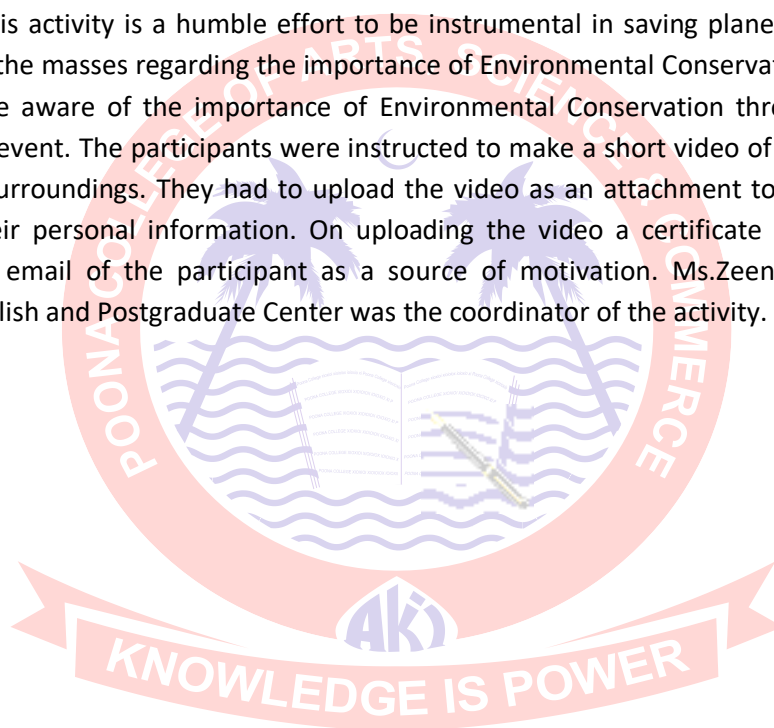 is activity is a humble effort to be instrumental in saving plane
the masses regarding the importance of Environmental Conserva
e aware of the importance of Environmental Conservation thr
event. The participants were instructed to make a short video of
urroundings. They had to upload the video as an attachment to
eir personal information. On uploading the video a certificate
email of the participant as a source of motivation. Ms.Zeen
lish and Postgraduate Center was the coordinator of the activity.
POONA COLLEGE OF ARTS SCIENCE & COMMERCE
AKI
KNOWLEDGE IS POWER